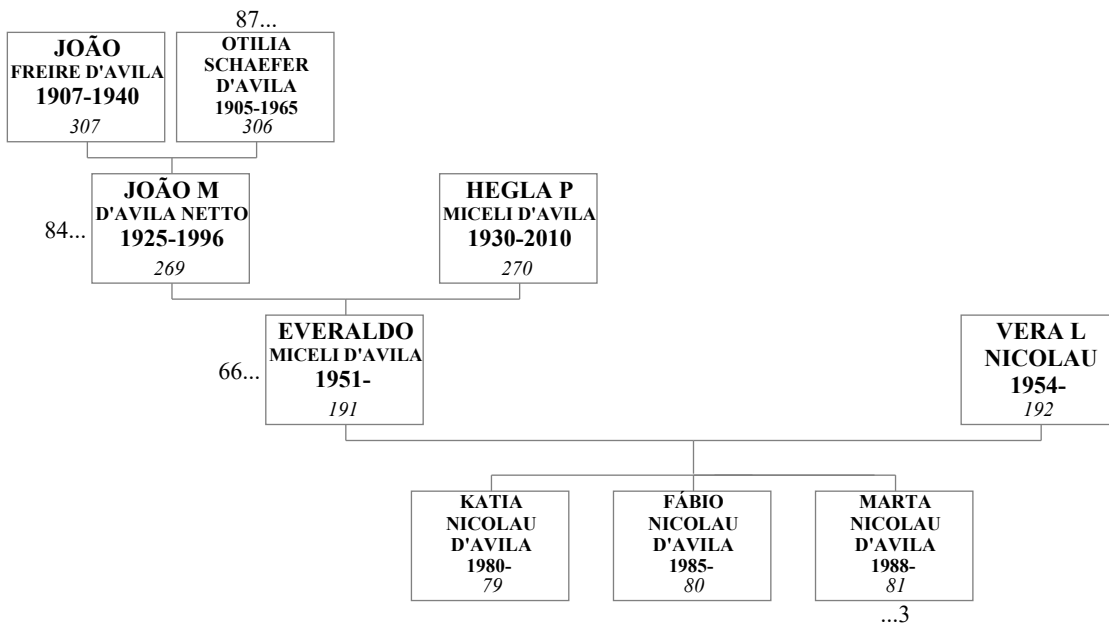 87...
JOÃO
FREIRE D'AVILA
1907-1940
307
OTILIA
SCHAEFER
D'AVILA
1905-1965
306
84...
JOÃO M
D'AVILA NETTO
1925-1996
269
HEGLA P
MICELI D'AVILA
1930-2010
270
66...
EVERALDO
MICELI D'AVILA
1951-
191
VERA L
NICOLAU
1954-
192
KATIA
NICOLAU
D'AVILA
1980-
79
FÁBIO
NICOLAU
D'AVILA
1985-
80
MARTA
NICOLAU
D'AVILA
1988-
81
...3